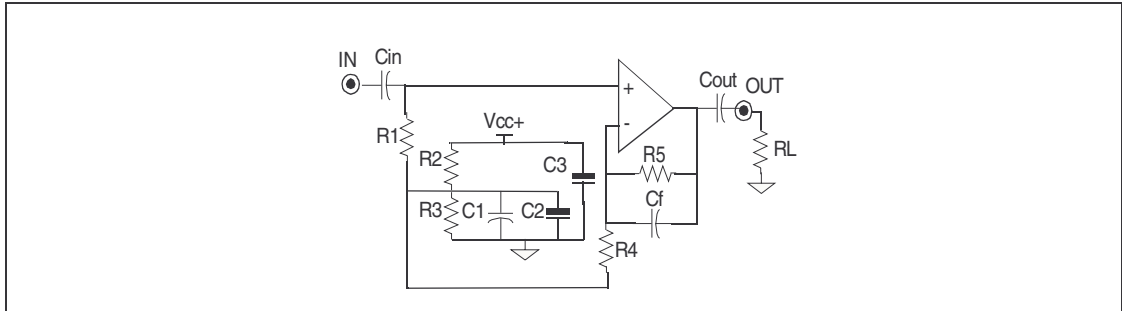 IN
Cin
+
-
Cout
OUT
R1
Vcc+
R2
C3
R5
RL
R3
C1
C2
Cf
R4